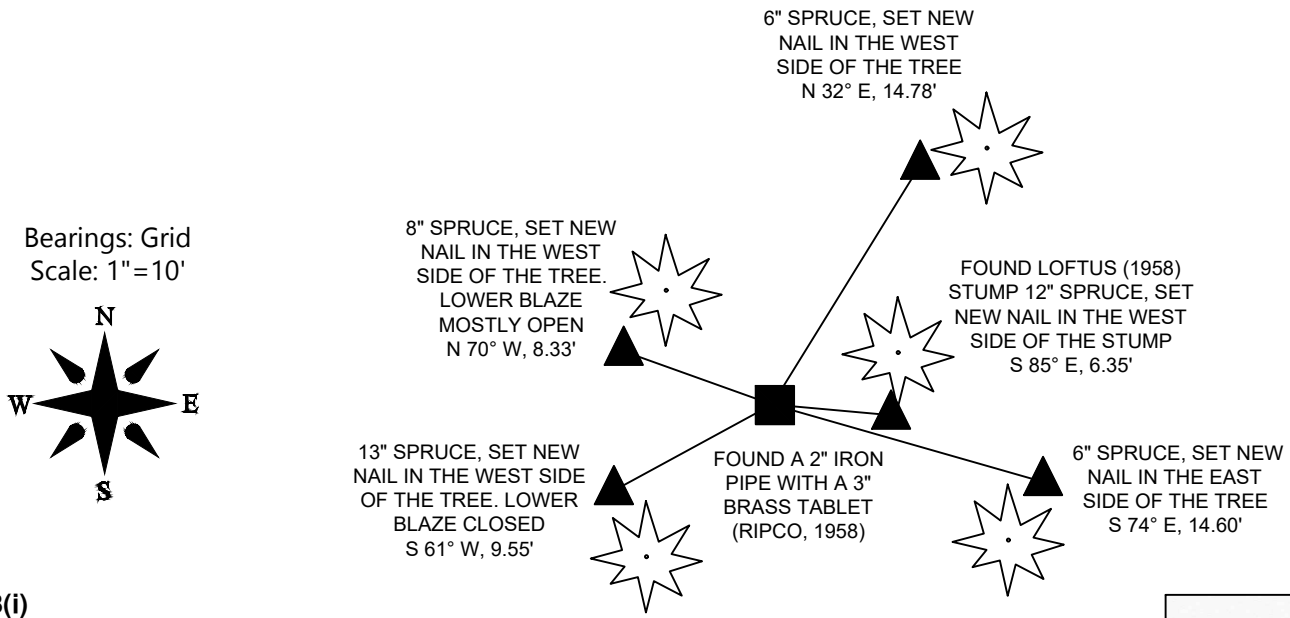 6" SPRUCE, SET NEW
NAIL IN THE WEST
SIDE OF THE TREE
N 32° E, 14.78'
Bearings: Grid
Scale: 1"=10'
N
W
E
S
8" SPRUCE, SET NEW
NAIL IN THE WEST
SIDE OF THE TREE.
LOWER BLAZE
MOSTLY OPEN
N 70° W, 8.33'
FOUND LOFTUS (1958)
STUMP 12" SPRUCE, SET
NEW NAIL IN THE WEST
SIDE OF THE STUMP
S 85° E, 6.35'
13" SPRUCE, SET NEW
NAIL IN THE WEST SIDE
OF THE TREE. LOWER
BLAZE CLOSED
S 61° W, 9.55'
FOUND A 2" IRON
PIPE WITH A 3"
BRASS TABLET
(RIPCO, 1958)
6" SPRUCE, SET NEW
NAIL IN THE EAST
SIDE OF THE TREE
S 74° E, 14.60'
(i)